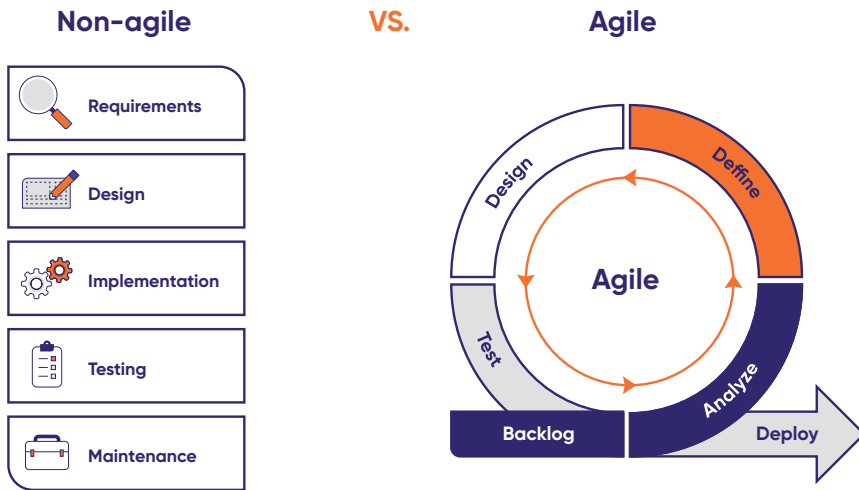 Non-agile
VS.
Agile
Requirements
Design
Implementation
Testing
Maintenance
Design
Deffine
Agile
Test
Analyze
Backlog
Deploy